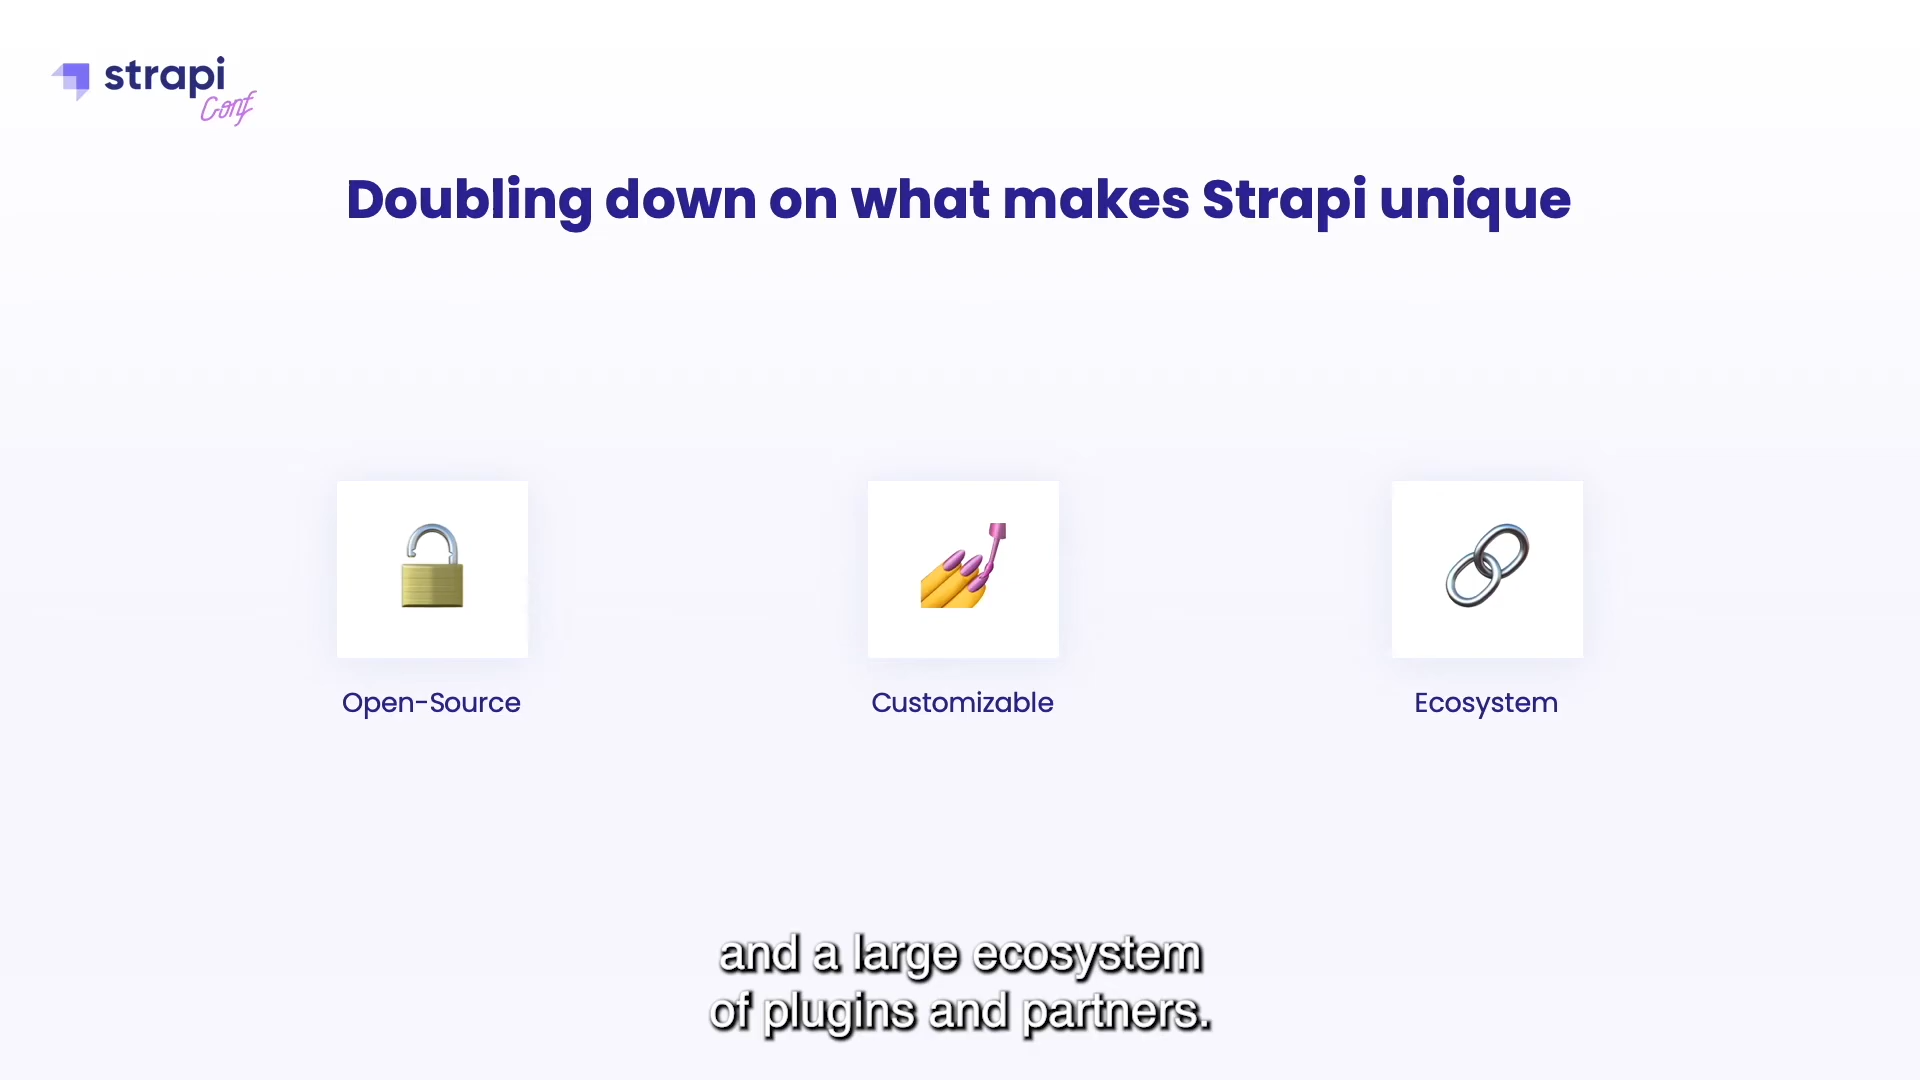 strapi
Conf
Doubling down on what makes Strapi unique
Open-Source
Customizable
Ecosystem
and a large ecosystem
of plugins and partners.